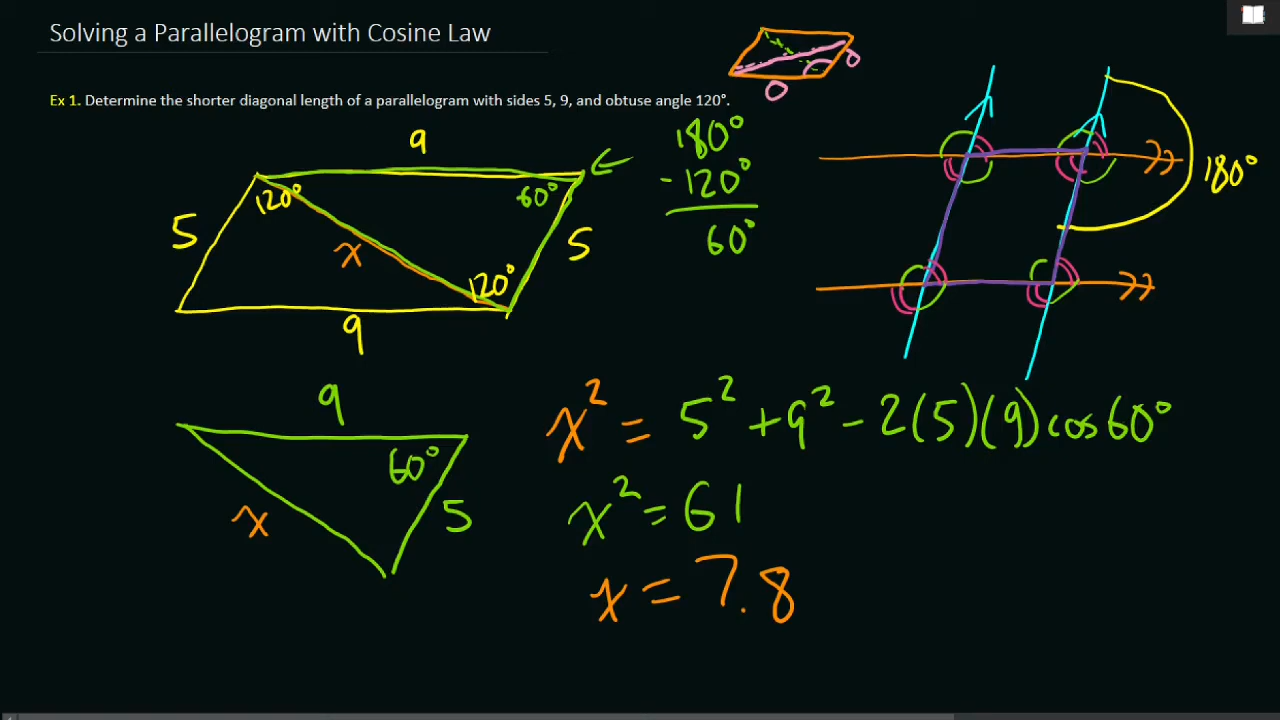 Solving a Parallelogram with Cosine Law
Ex 1. Determine the shorter diagonal length of a parallelogram with sides 5, 9, and obtuse angle 120°.
9
120°
60°
5
x
5
120°
9
180°
-120°
60°
180°
9
60°
x
5
x² = 5² + 9² - 2(5)(9)cos60°
x² = 61
x = 7.8